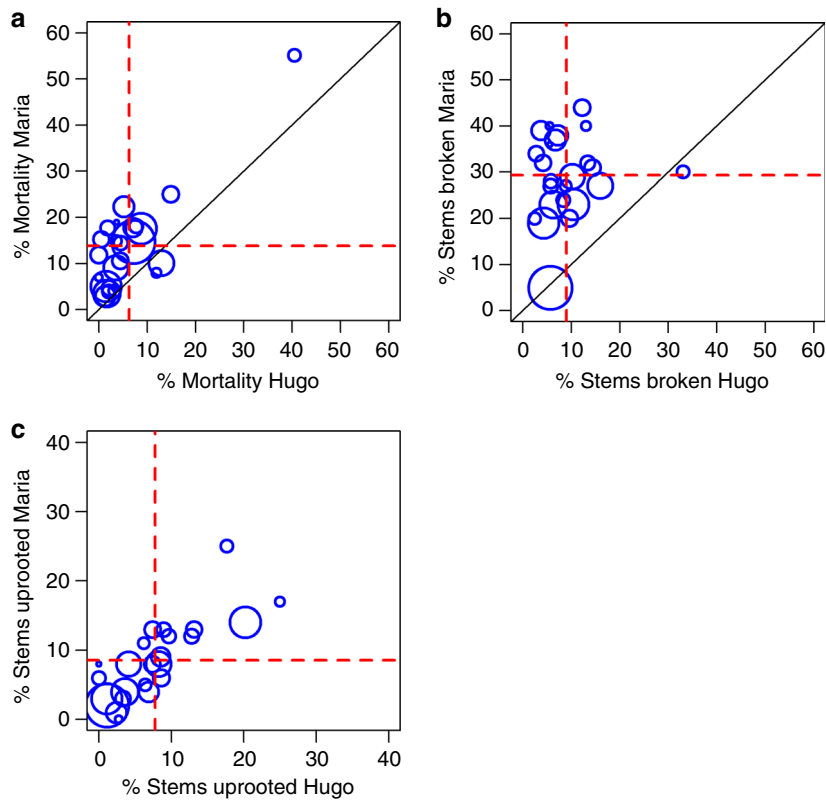 a
60
50
40
30
20
10
0
% Mortality Maria
0 10 20 30 40 50 60
% Mortality Hugo
b
60
50
40
30
20
10
0
% Stems broken Maria
0 10 20 30 40 50 60
% Stems broken Hugo
c
40
30
20
10
0
% Stems uprooted Maria
0 10 20 30 40
% Stems uprooted Hugo